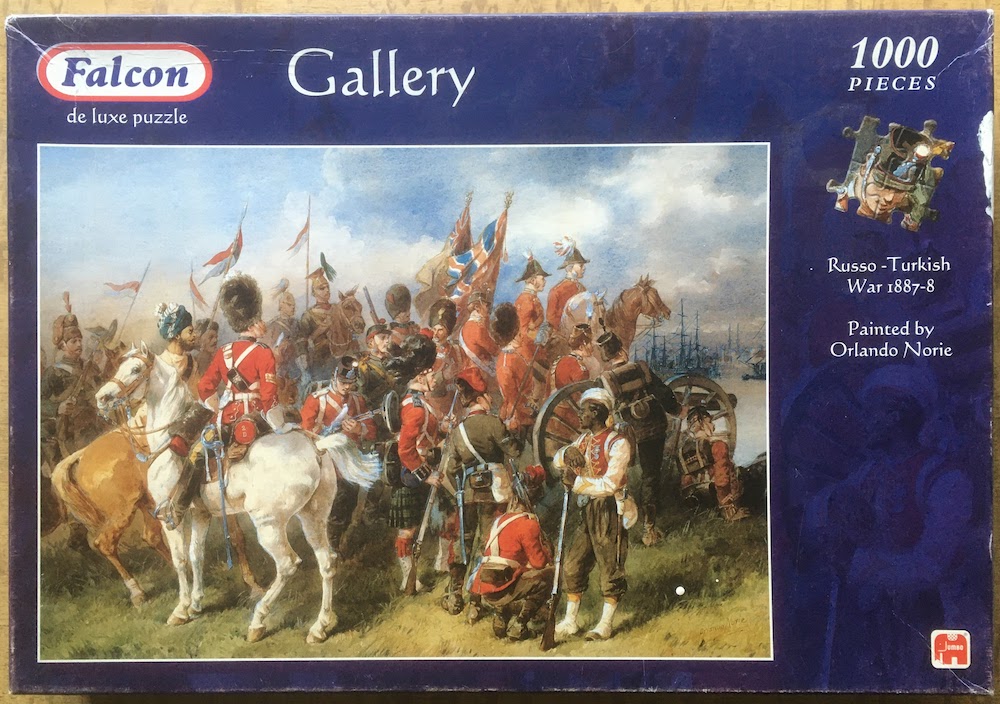 Falcon
de luxe puzzle
Gallery
1000
PIECES
Russo -Turkish
War 1887-8
Painted by
Orlando Norie
Jumbo